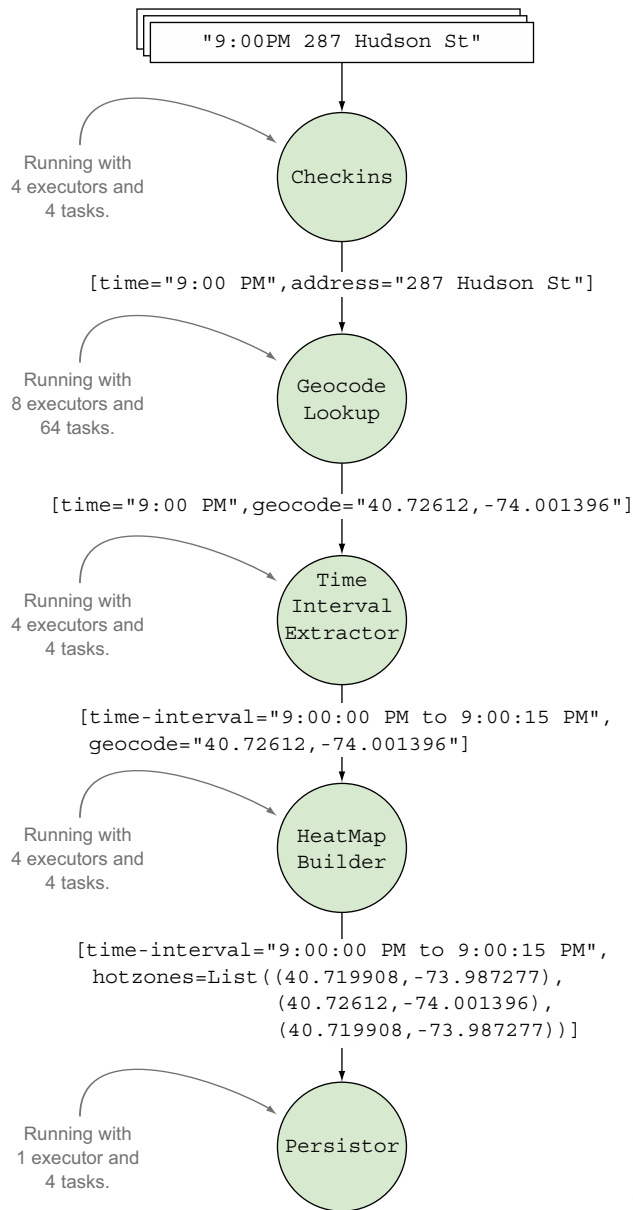 "9:00PM 287 Hudson St"
Running with
4 executors and
4 tasks.
Checkins
[time="9:00 PM",address="287 Hudson St"]
Running with
8 executors and
64 tasks.
Geocode
Lookup
[time="9:00 PM",geocode="40.72612,-74.001396"]
Running with
4 executors and
4 tasks.
Time
Interval
Extractor
[time-interval="9:00:00 PM to 9:00:15 PM",
geocode="40.72612,-74.001396"]
Running with
4 executors and
4 tasks.
HeatMap
Builder
[time-interval="9:00:00 PM to 9:00:15 PM",
hotzones=List((40.719908,-73.987277),
(40.72612,-74.001396),
(40.719908,-73.987277))]
Running with
1 executor and
4 tasks.
Persistor